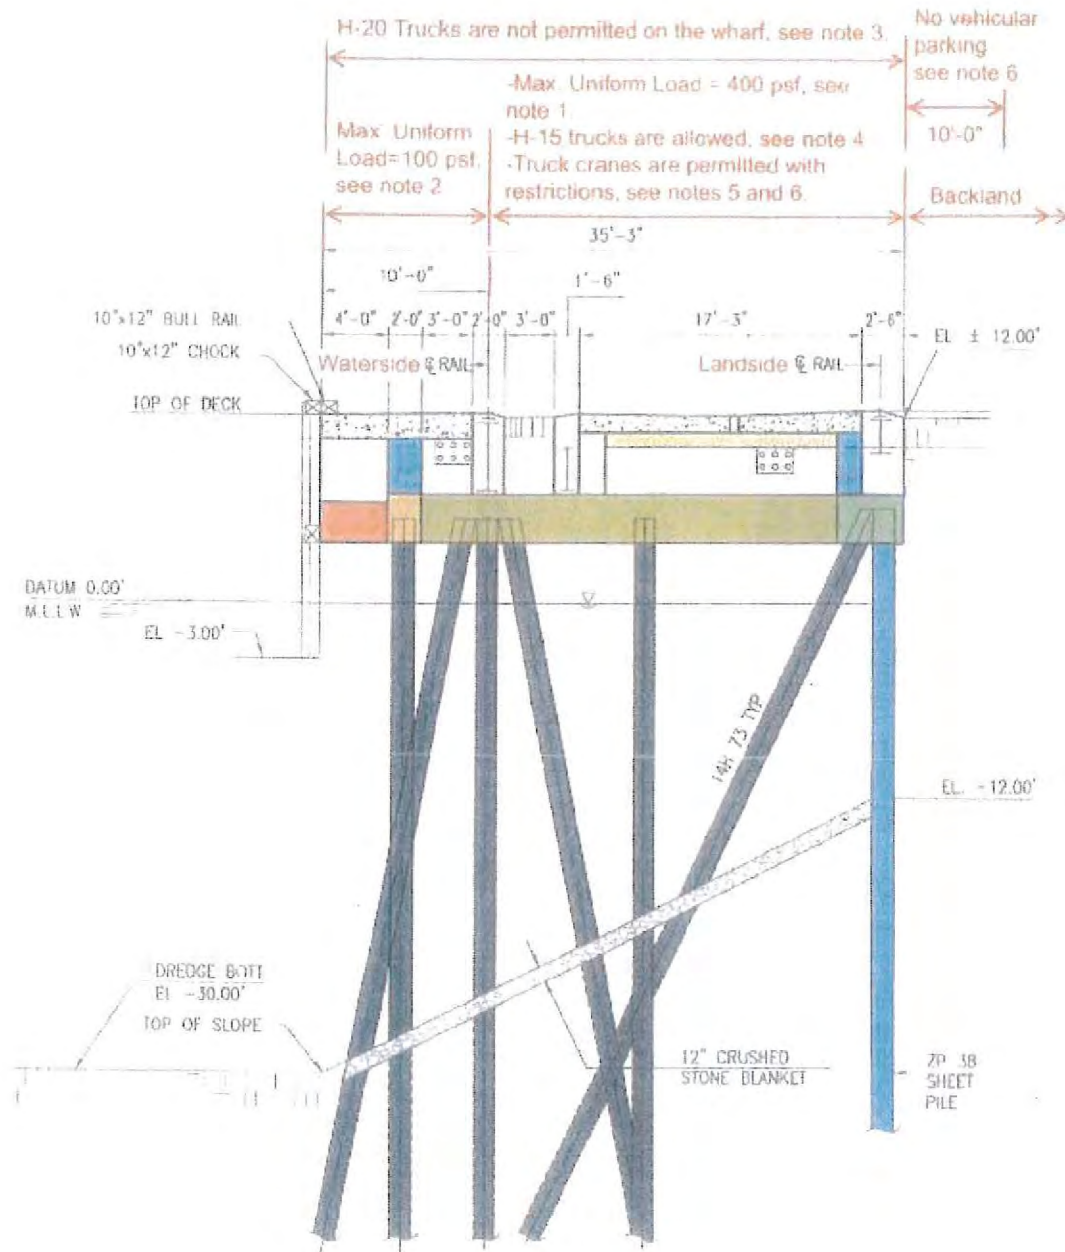 H-20 Trucks are not permitted on the wharf, see note 3.
No vehicular
parking
see note 6
10'-0"
-Max. Uniform Load = 400 psf, see
note 1
-H-15 trucks are allowed, see note 4
-Truck cranes are permitted with
restrictions, see notes 5 and 6.
Max Uniform
Load=100 psf,
see note 2
Backland
35'-3"
10'-0"
1'-6"
4'-0" 2'-0" 3'-0" 2'-0" 3'-0" 17'-3" 2'-6"
10"x12" BULL RAIL
10"x12" CHOCK
TOP OF DECK
EL ± 12.00'
Waterside ℄ RAIL
Landside ℄ RAIL
DATUM 0.00'
M.L.L.W
EL -3.00'
14H 73 TYP
EL. -12.00'
DREDGE BOTT
EL -30.00'
TOP OF SLOPE
12" CRUSHED
STONE BLANKET
ZP 38
SHEET
PILE